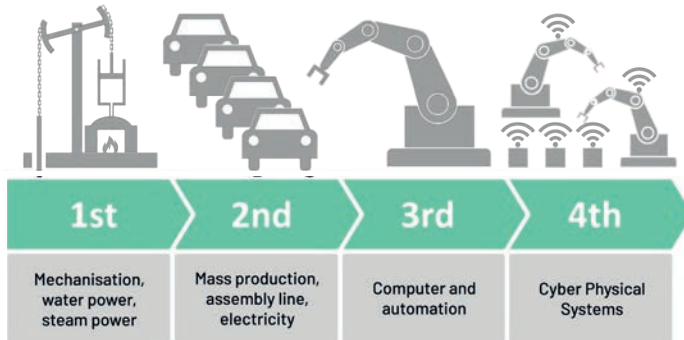 1st
2nd
3rd
4th
Mechanisation,
water power,
steam power
Mass production,
assembly line,
electricity
Computer and
automation
Cyber Physical
Systems